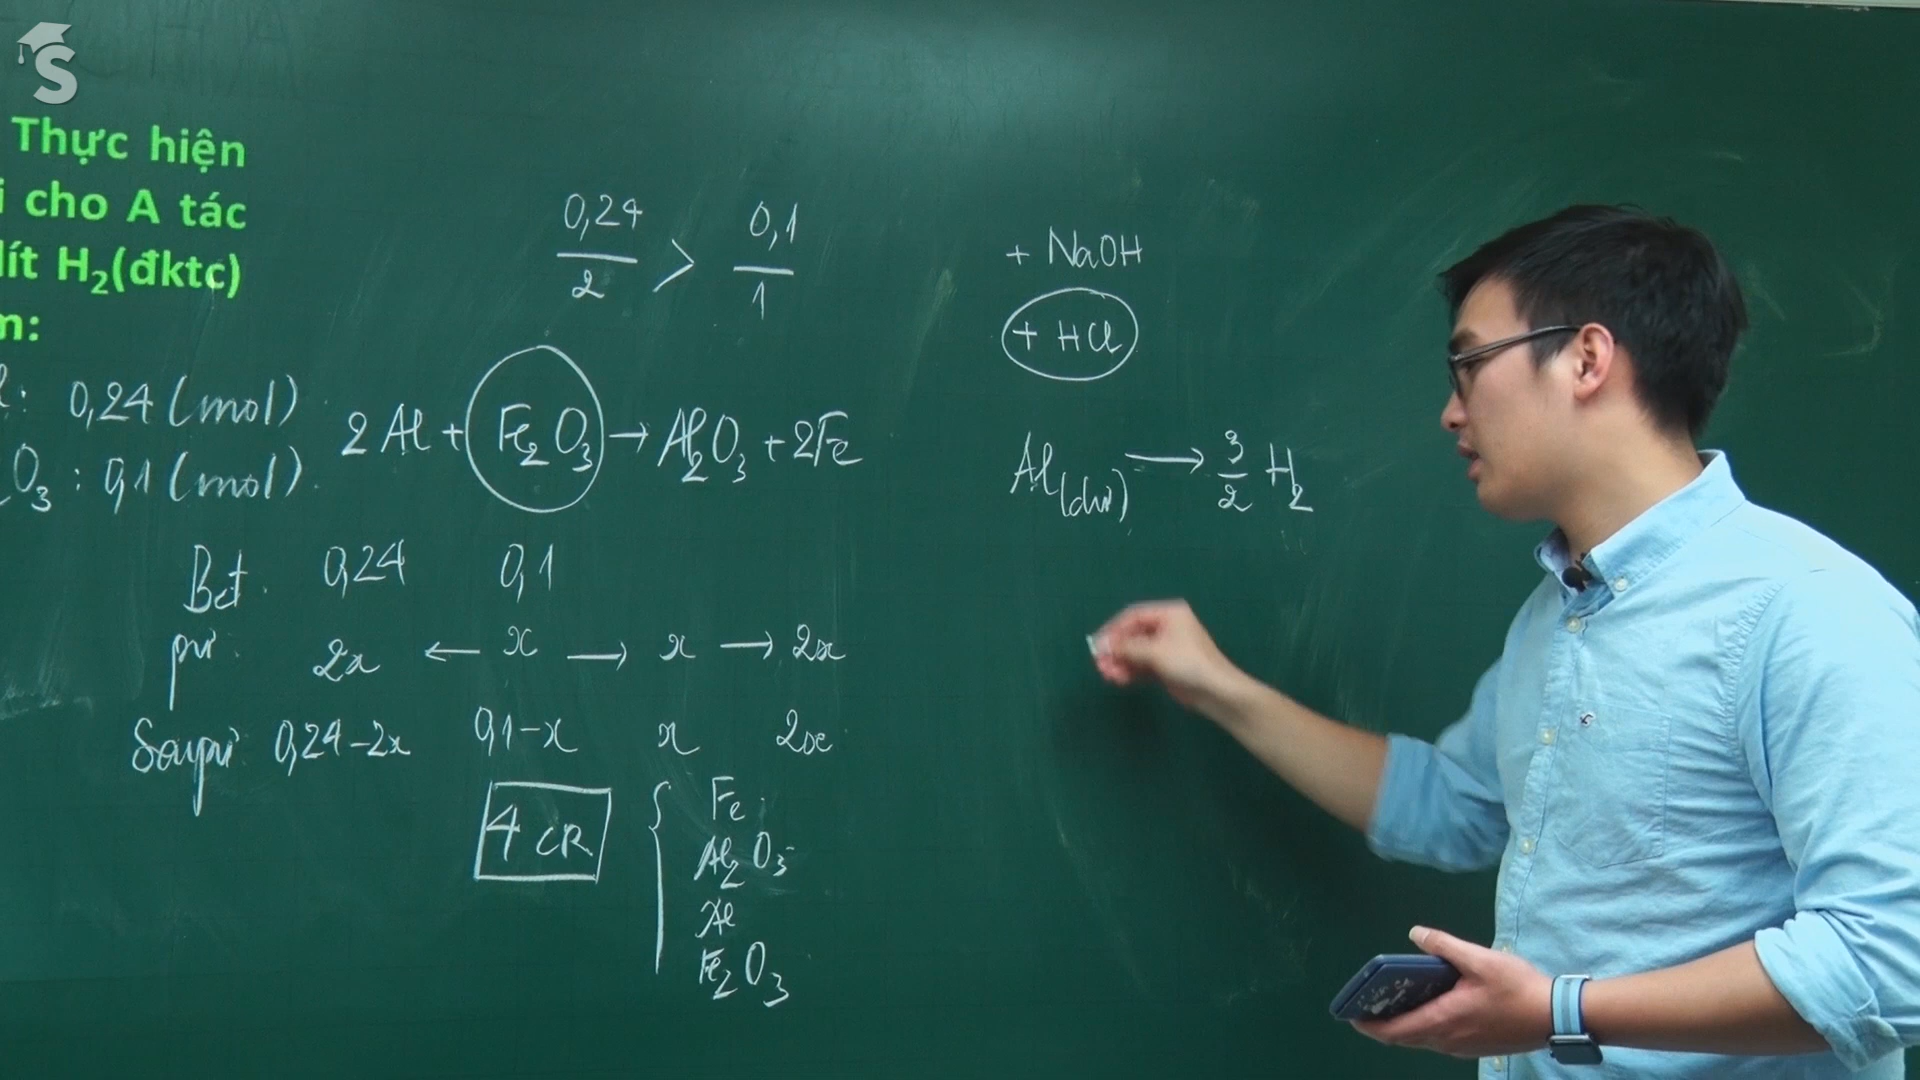 S
Thực hiện
i cho A tác
lít H₂(đktc)
m:
: 0,24 (mol)
O₃ : 0,1 (mol)
0,24/2 > 0,1/1
2Al + Fe₂O₃ → Al₂O₃ + 2Fe
Bđ: 0,24 0,1
pư: 2x ← x → x → 2x
Saupư: 0,24-2x 0,1-x x 2x
4 CR { Fe
Al₂O₃
Al
Fe₂O₃
+ NaOH
+ HCl
Al(dư) → 3/2 H₂